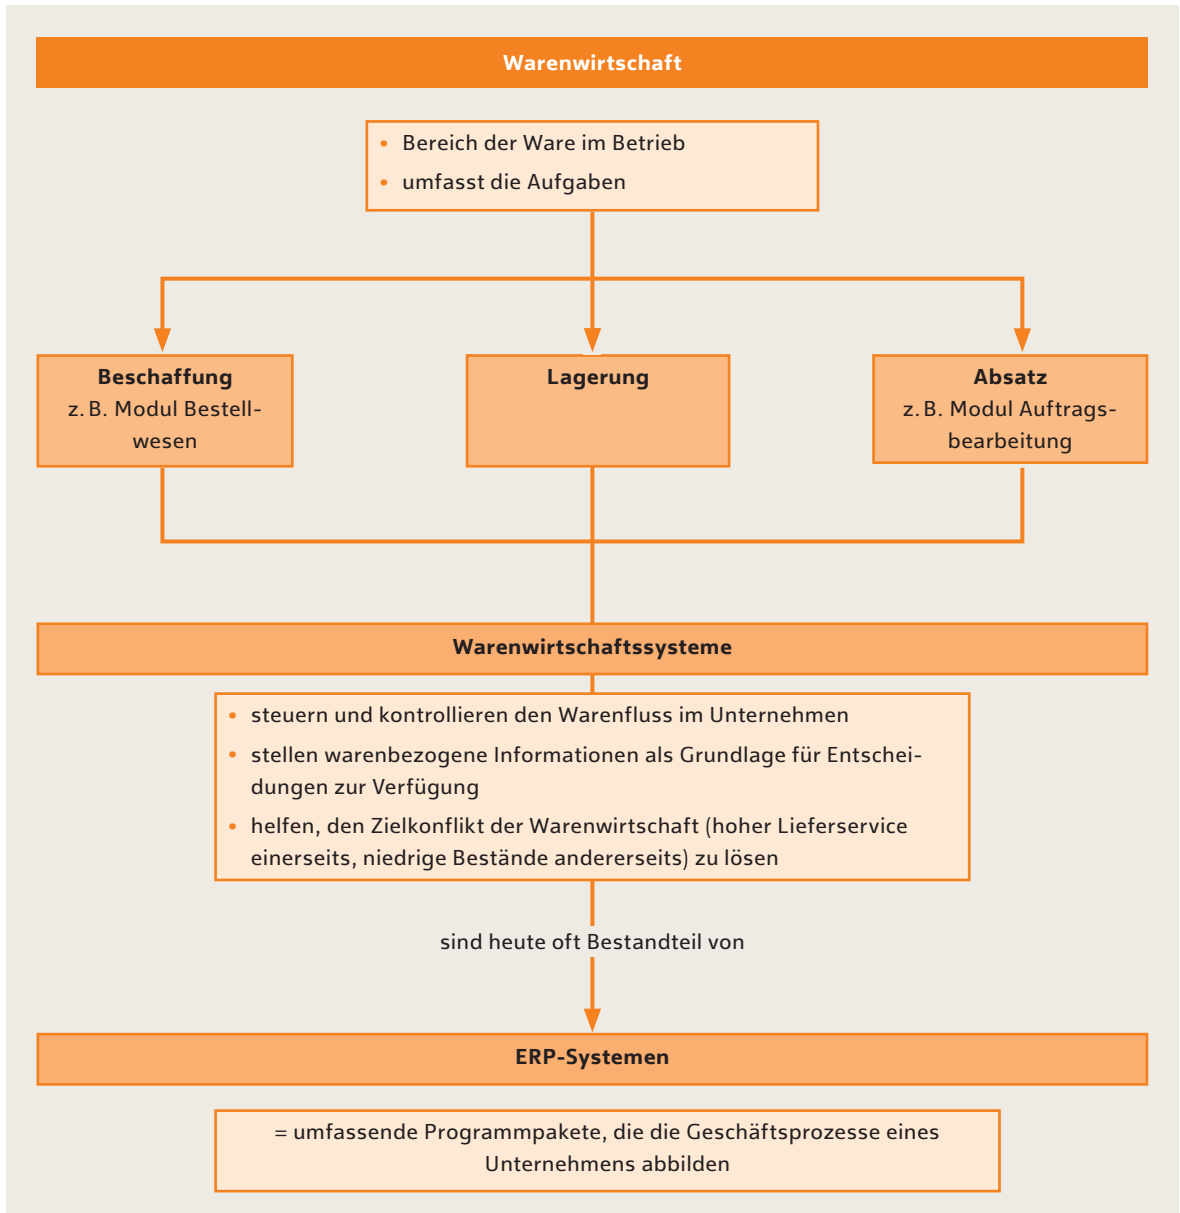 Warenwirtschaft
• Bereich der Ware im Betrieb
• umfasst die Aufgaben
Beschaffung
z. B. Modul Bestell-
wesen
Lagerung
Absatz
z. B. Modul Auftrags-
bearbeitung
Warenwirtschaftssysteme
• steuern und kontrollieren den Warenfluss im Unternehmen
• stellen warenbezogene Informationen als Grundlage für Entschei-
dungen zur Verfügung
• helfen, den Zielkonflikt der Warenwirtschaft (hoher Lieferservice
einerseits, niedrige Bestände andererseits) zu lösen
sind heute oft Bestandteil von
ERP-Systemen
= umfassende Programmpakete, die die Geschäftsprozesse eines
Unternehmens abbilden